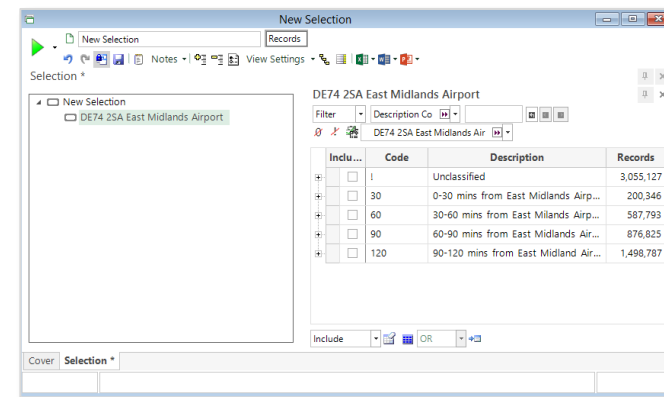 New Selection
New Selection Records
Notes View Settings
Selection *
New Selection
DE74 2SA East Midlands Airport
DE74 2SA East Midlands Airport
Filter Description Co
DE74 2SA East Midlands Air
Inclu... Code Description Records
! Unclassified 3,055,127
30 0-30 mins from East Midlands Airp... 200,346
60 30-60 mins from East Milands Airp... 587,793
90 60-90 mins from East Midlands Air... 876,825
120 90-120 mins from East Midland Air... 1,498,787
Include OR
Cover Selection *